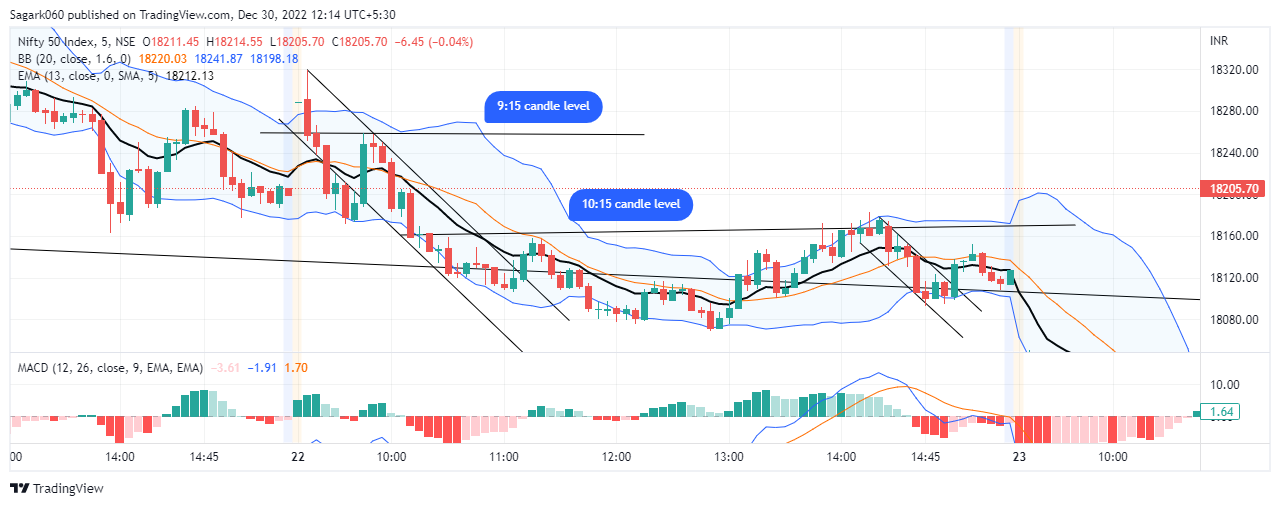 Sagark060 published on TradingView.com, Dec 30, 2022 12:14 UTC+5:30
Nifty 50 Index, 5, NSE O18211.45 H18214.55 L18205.70 C18205.70 −6.45 (−0.04%)
INR
BB (20, close, 1.6, 0) 18220.03 18241.87 18198.18
EMA (13, close, 0, SMA, 5) 18212.13
18320.00
9:15 candle level
18280.00
18240.00
18205.70
10:15 candle level
18160.00
18120.00
18080.00
MACD (12, 26, close, 9, EMA, EMA) −3.61 −1.91 1.70
10.00
1.64
:00 14:00 14:45 22 10:00 11:00 12:00 13:00 14:00 14:45 23 10:00
TradingView